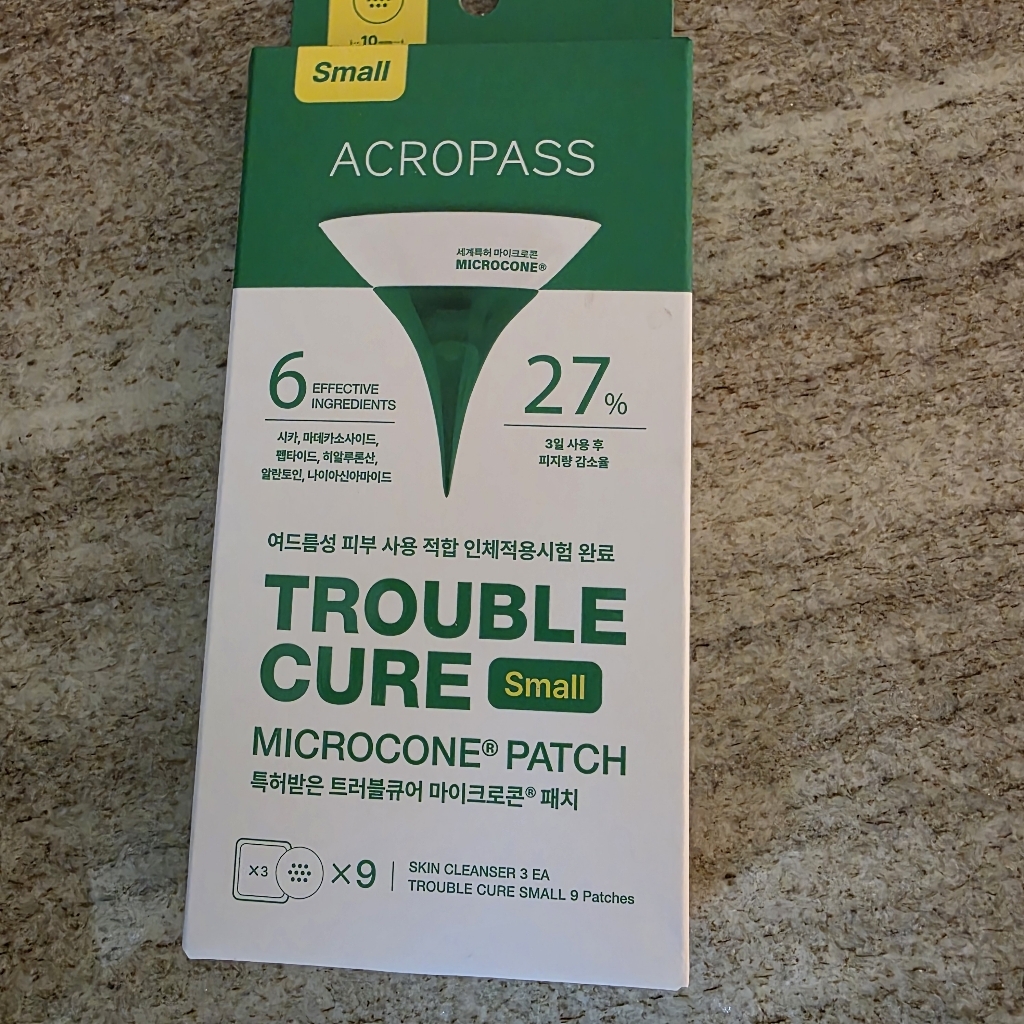 10
Small
ACROPASS
세계특허 마이크로콘
MICROCONE®
6 EFFECTIVE
INGREDIENTS
시카, 마데카소사이드,
펩타이드, 히알루론산,
알란토인, 나이아신아마이드
27%
3일 사용 후
피지량 감소율
여드름성 피부 사용 적합 인체적용시험 완료
TROUBLE
CURE Small
MICROCONE® PATCH
특허받은 트러블큐어 마이크로콘® 패치
×3 ×9
SKIN CLEANSER 3 EA
TROUBLE CURE SMALL 9 Patches